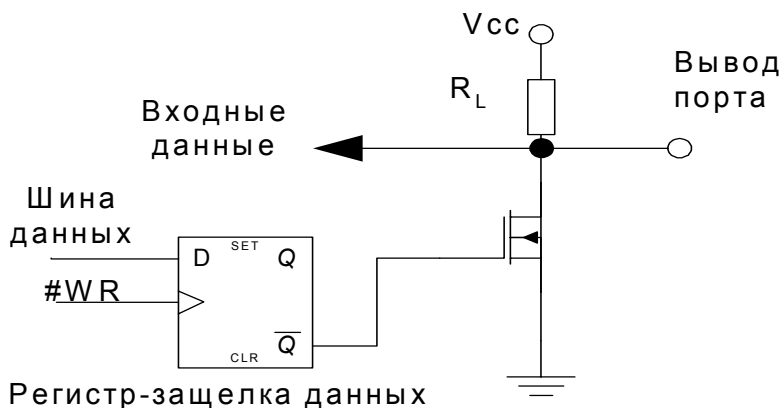 Vcc
R L
Вывод
порта
Входные
данные
Шина
данных
#WR
D
SET
Q
Q
CLR
Регистр-защелка данных